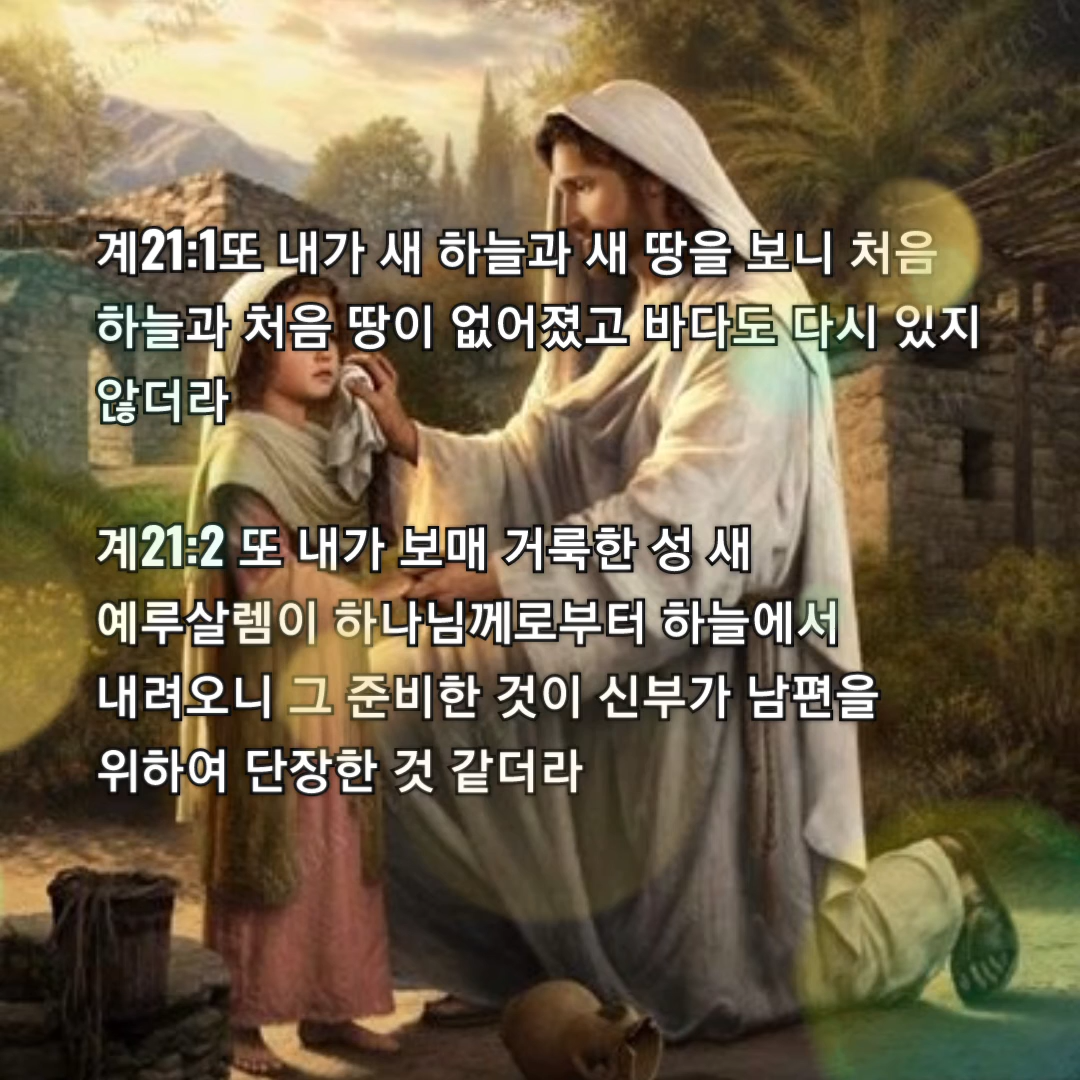 계21:1또 내가 새 하늘과 새 땅을 보니 처음
하늘과 처음 땅이 없어졌고 바다도 다시 있지
않더라
계21:2 또 내가 보매 거룩한 성 새
예루살렘이 하나님께로부터 하늘에서
내려오니 그 준비한 것이 신부가 남편을
위하여 단장한 것 같더라